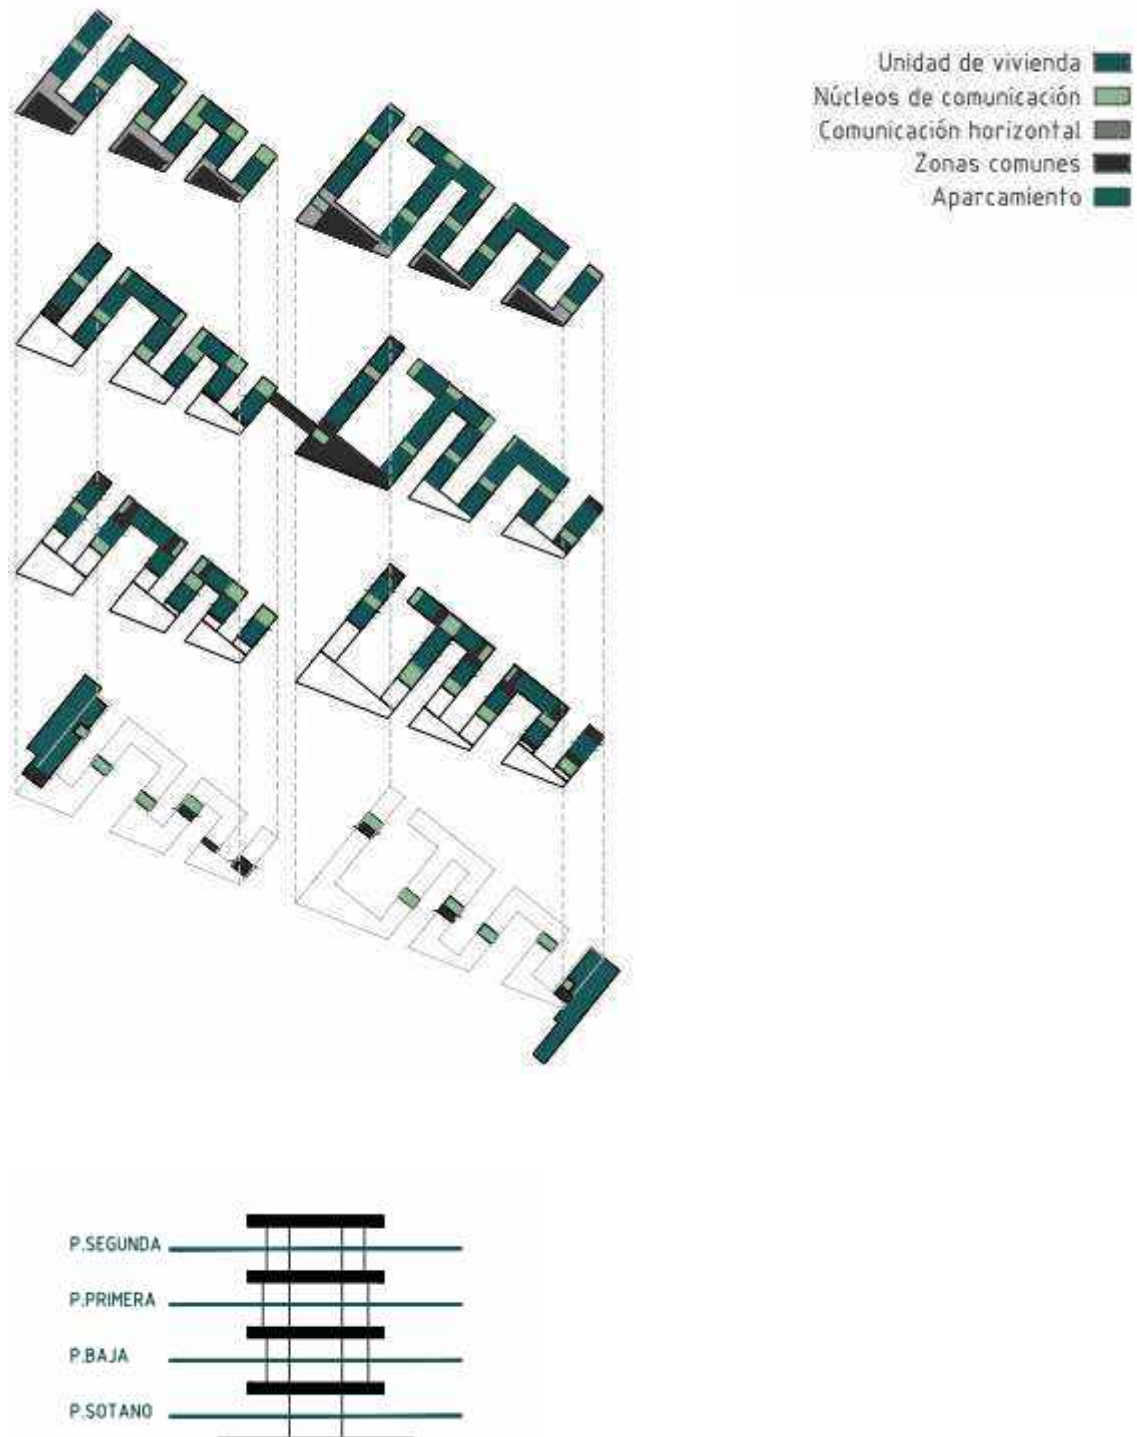 Unidad de vivienda
Núcleos de comunicación
Comunicación horizontal
Zonas comunes
Aparcamiento
P.SEGUNDA
P.PRIMERA
P.BAJA
P.SOTANO